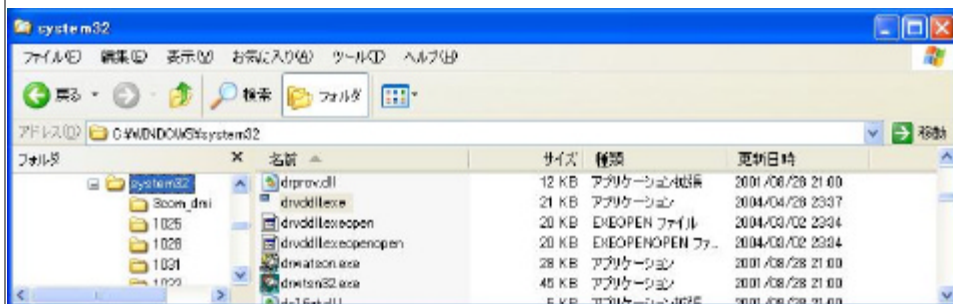 system32
ファイル(F) 編集(E) 表示(V) お気に入り(A) ツール(T) ヘルプ(H)
戻る 検索 フォルダ
アドレス(D) C:¥WINDOWS¥system32 移動
フォルダ × 名前 サイズ 種類 更新日時
system32 drprov.dll 12 KB アプリケーション拡張 2001/08/28 21:00
3com_dmi drvddll.exe 21 KB アプリケーション 2004/04/28 23:37
1025 drvddll.exeopen 20 KB EXEOPEN ファイル 2004/03/02 23:34
1028 drvddll.exeopenopen 20 KB EXEOPENOPEN ファ... 2004/03/02 23:34
1031 drwatson.exe 28 KB アプリケーション 2001/08/28 21:00
drwtsn32.exe 45 KB アプリケーション 2001/08/28 21:00